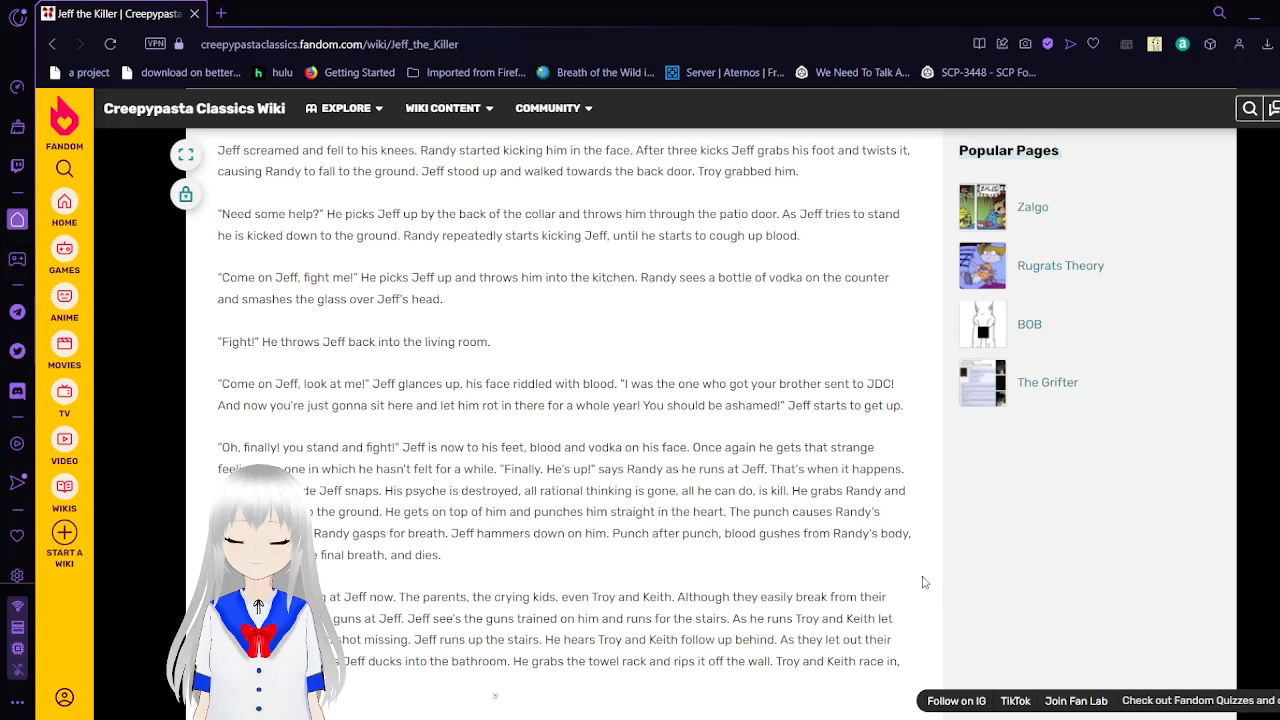 Jeff the Killer | Creepypasta
VPN
creepypastaclassics.fandom.com/wiki/Jeff_the_Killer
a project
download on better...
hulu
Getting Started
Imported from Firef...
Breath of the Wild i...
Server | Aternos | Fr...
We Need To Talk A...
SCP-3448 - SCP Fo...
Creepypasta Classics Wiki
EXPLORE
WIKI CONTENT
COMMUNITY
FANDOM
HOME
GAMES
ANIME
MOVIES
TV
VIDEO
WIKIS
START A
WIKI
Jeff screamed and fell to his knees. Randy started kicking him in the face. After three kicks Jeff grabs his foot and twists it,
causing Randy to fall to the ground. Jeff stood up and walked towards the back door. Troy grabbed him.
"Need some help?" He picks Jeff up by the back of the collar and throws him through the patio door. As Jeff tries to stand
he is kicked down to the ground. Randy repeatedly starts kicking Jeff, until he starts to cough up blood.
"Come on Jeff, fight me!" He picks Jeff up and throws him into the kitchen. Randy sees a bottle of vodka on the counter
and smashes the glass over Jeff's head.
"Fight!" He throws Jeff back into the living room.
"Come on Jeff, look at me!" Jeff glances up, his face riddled with blood. "I was the one who got your brother sent to JDC!
And now you're just gonna sit here and let him rot in there for a whole year! You should be ashamed!" Jeff starts to get up.
"Oh, finally! you stand and fight!" Jeff is now to his feet, blood and vodka on his face. Once again he gets that strange
one in which he hasn't felt for a while. "Finally. He's up!" says Randy as he runs at Jeff. That's when it happens.
Jeff snaps. His psyche is destroyed, all rational thinking is gone, all he can do, is kill. He grabs Randy and
the ground. He gets on top of him and punches him straight in the heart. The punch causes Randy's
Randy gasps for breath. Jeff hammers down on him. Punch after punch, blood gushes from Randy's body,
final breath, and dies.
at Jeff now. The parents, the crying kids, even Troy and Keith. Although they easily break from their
guns at Jeff. Jeff see's the guns trained on him and runs for the stairs. As he runs Troy and Keith let
shot missing. Jeff runs up the stairs. He hears Troy and Keith follow up behind. As they let out their
Jeff ducks into the bathroom. He grabs the towel rack and rips it off the wall. Troy and Keith race in,
Popular Pages
ZALGO
Zalgo
Rugrats Theory
BOB
The Grifter
Follow on IG
TikTok
Join Fan Lab
Check out Fandom Quizzes and